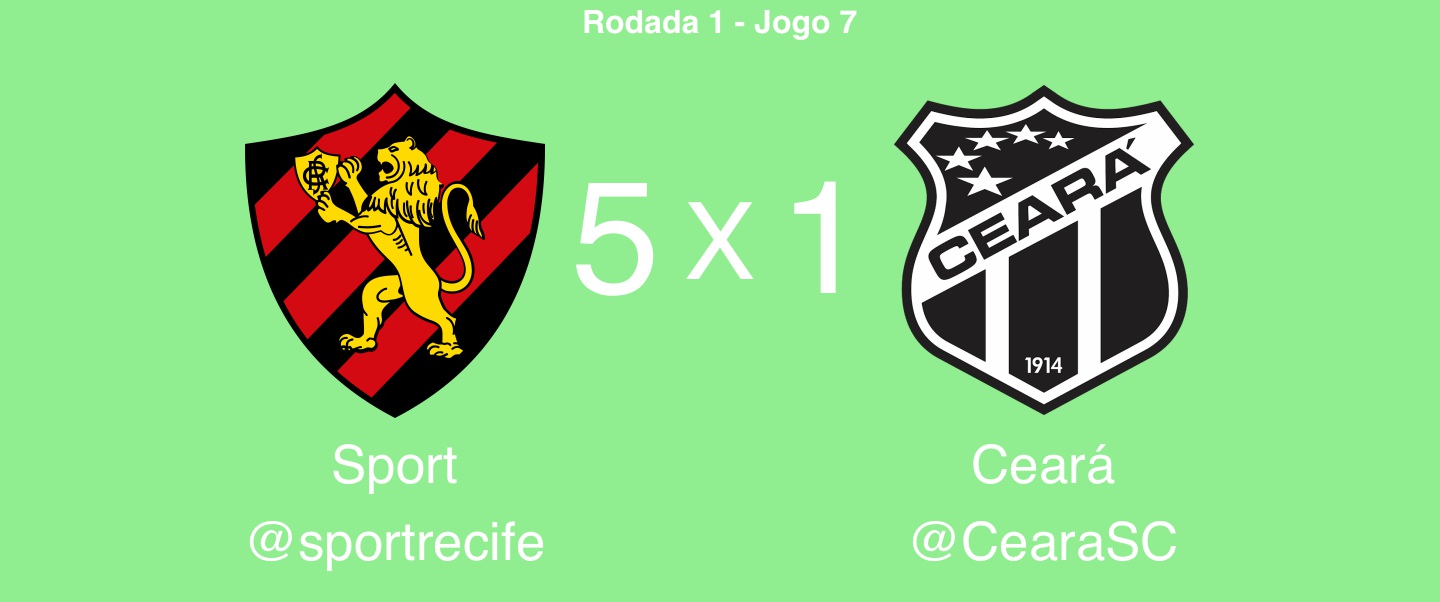 Rodada 1 - Jogo 7
5 x 1
CEARÁ
1914
Sport
Ceará
@sportrecife
@CearaSC